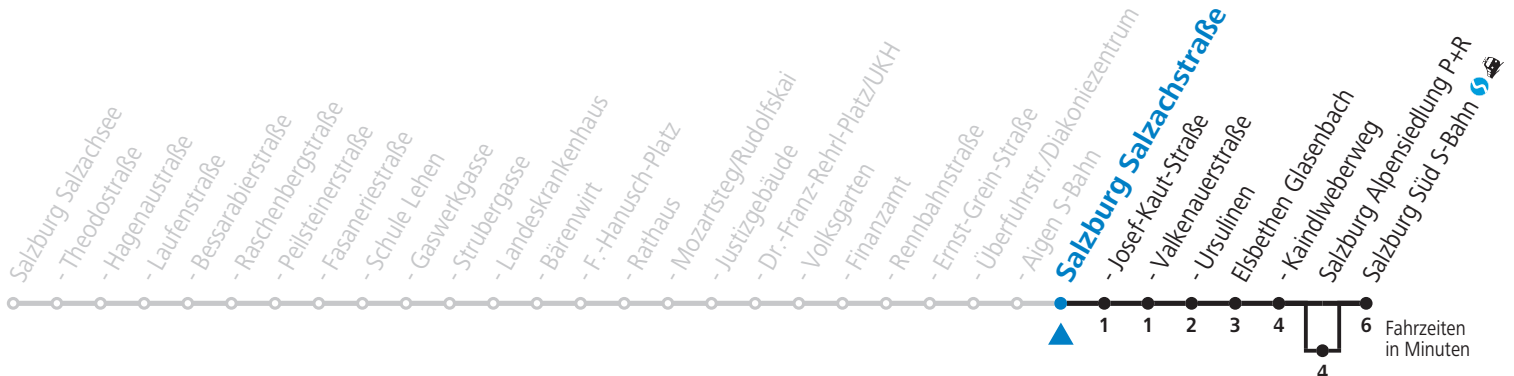 Salzburg Salzachsee
- Theodostraße
- Hagenaustraße
- Laufenstraße
- Bessarabierstraße
- Raschenbergstraße
- Peilsteinerstraße
- Fasaneriestraße
- Schule Lehen
- Gaswerkgasse
- Strubergasse
- Landeskrankenhaus
- Bärenwirt
- F.-Hanusch-Platz
- Rathaus
- Mozartsteg/Rudolfskai
- Justizgebäude
- Dr.-Franz-Rehrl-Platz/UKH
- Volksgarten
- Finanzamt
- Rennbahnstraße
- Ernst-Grein-Straße
- Überfuhrstr./Diakoniezentrum
- Aigen S-Bahn
Salzburg Salzachstraße
- Josef-Kaut-Straße
- Valkenauerstraße
- Ursulinen
Elsbethen Glasenbach
- Kaindlweberweg
Salzburg Alpensiedlung P+R
Salzburg Süd S-Bahn
1 1 2 3 4 6
4
Fahrzeiten
in Minuten